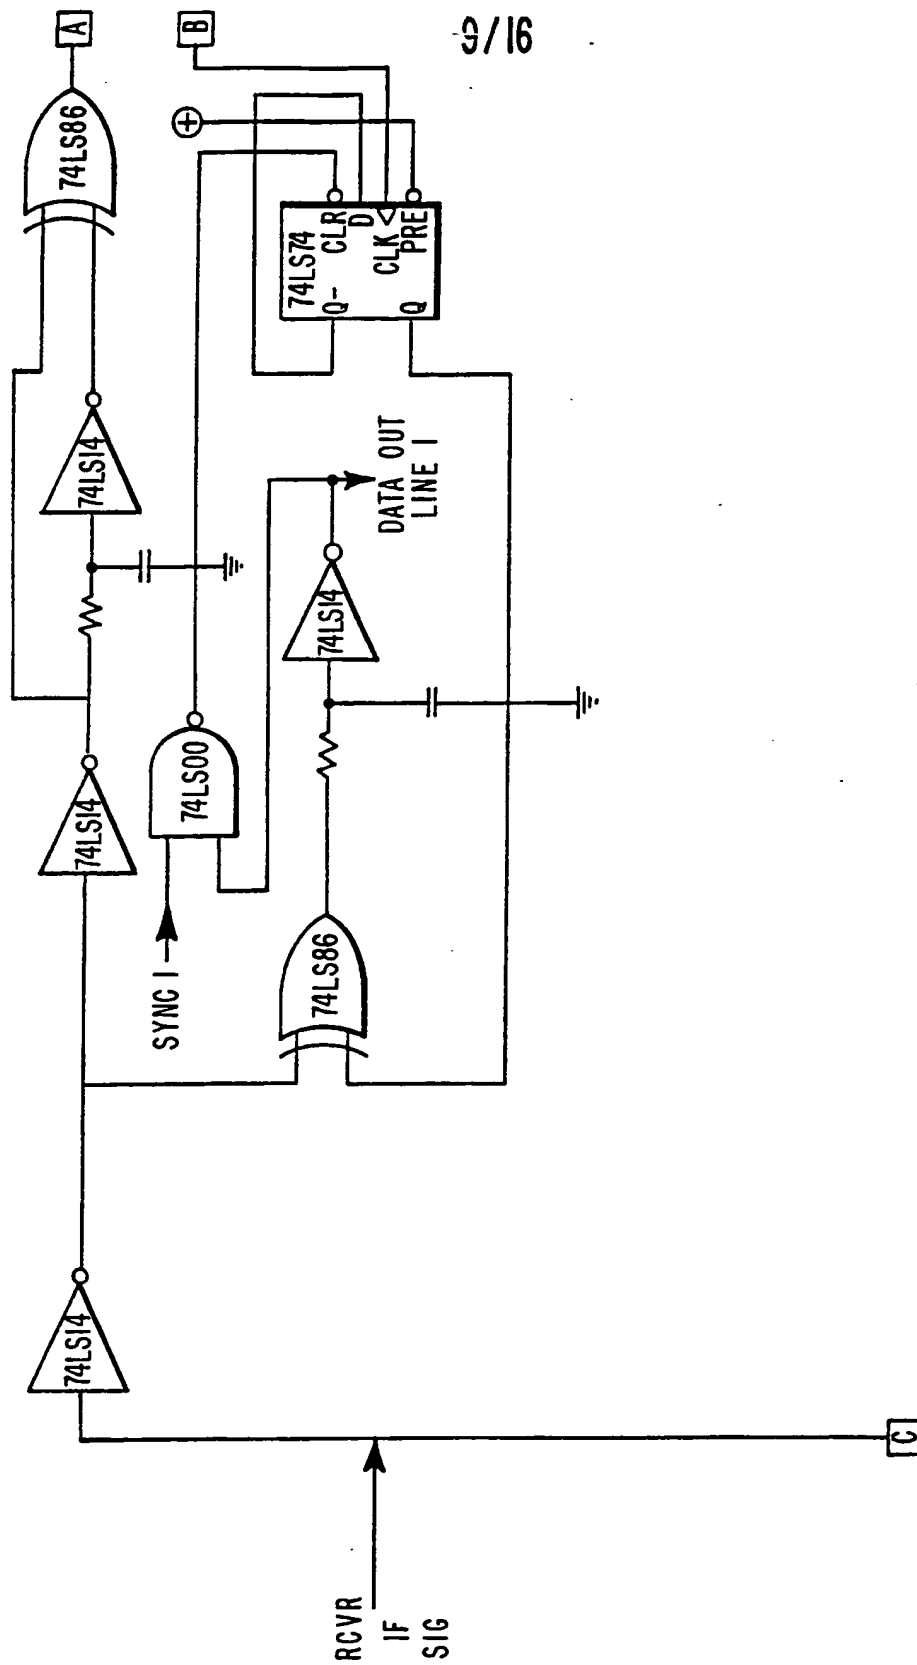 9/16
RCVR
IF
SIG
C
74LS14
74LS14
74LS14
74LS86
A
SYNC 1
74LS00
B
+
74LS86
74LS14
DATA OUT
LINE 1
74LS74
Q-
CLR
D
CLK
Q
PRE